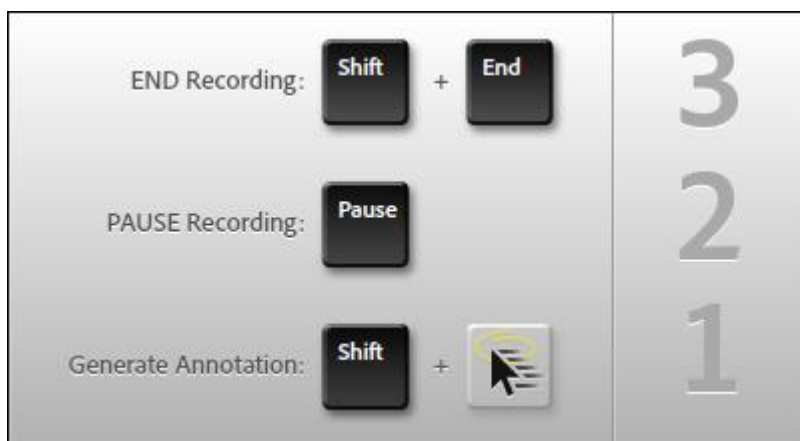 END Recording: Shift + End 3
PAUSE Recording: Pause 2
Generate Annotation: Shift + 1